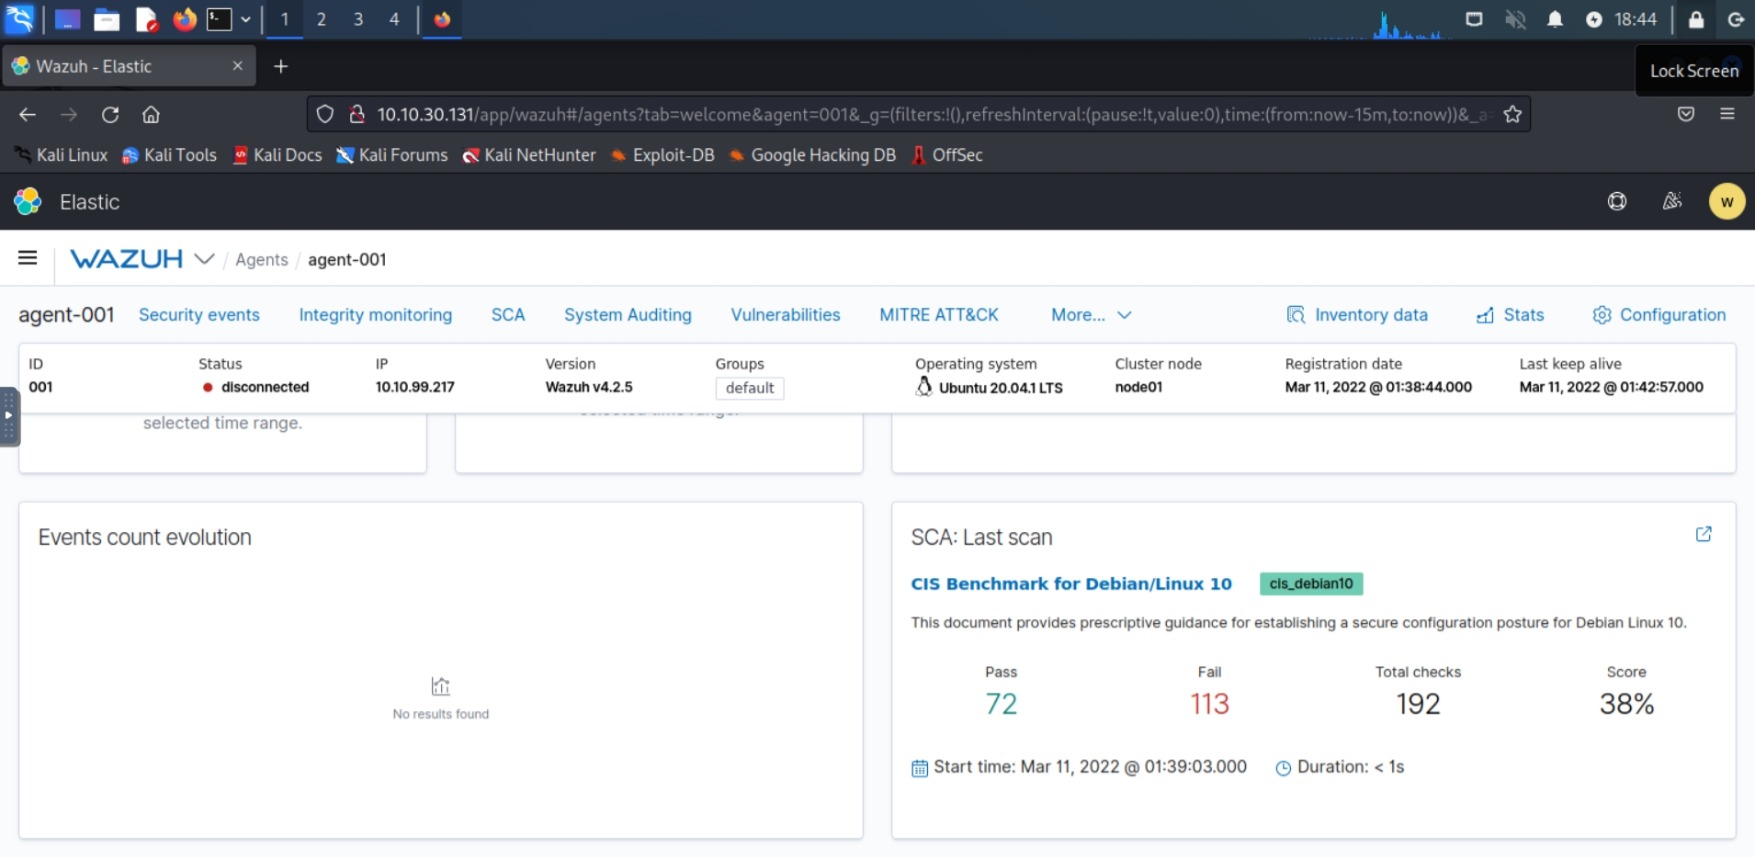 1 2 3 4 18:44
Wazuh - Elastic
Lock Screen
10.10.30.131/app/wazuh#/agents?tab=welcome&agent=001&_g=(filters:!(),refreshInterval:(pause:!t,value:0),time:(from:now-15m,to:now))&_a=
Kali Linux Kali Tools Kali Docs Kali Forums Kali NetHunter Exploit-DB Google Hacking DB OffSec
Elastic W
WAZUH / Agents / agent-001
agent-001 Security events Integrity monitoring SCA System Auditing Vulnerabilities MITRE ATT&CK More... Inventory data Stats Configuration
ID Status IP Version Groups Operating system Cluster node Registration date Last keep alive
001 disconnected 10.10.99.217 Wazuh v4.2.5 default Ubuntu 20.04.1 LTS node01 Mar 11, 2022 @ 01:38:44.000 Mar 11, 2022 @ 01:42:57.000
selected time range. selected time range.
Events count evolution
No results found
SCA: Last scan
CIS Benchmark for Debian/Linux 10 cis_debian10
This document provides prescriptive guidance for establishing a secure configuration posture for Debian Linux 10.
Pass Fail Total checks Score
72 113 192 38%
Start time: Mar 11, 2022 @ 01:39:03.000 Duration: < 1s